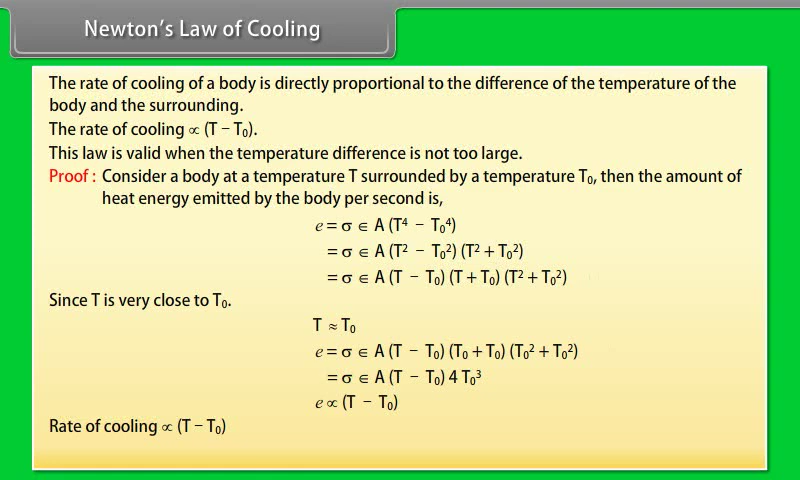 Newton's Law of Cooling
The rate of cooling of a body is directly proportional to the difference of the temperature of the
body and the surrounding.
The rate of cooling ∝ (T − T₀).
This law is valid when the temperature difference is not too large.
Proof : Consider a body at a temperature T surrounded by a temperature T₀, then the amount of
heat energy emitted by the body per second is,
e = σ ∈ A (T⁴ − T₀⁴)
= σ ∈ A (T² − T₀²) (T² + T₀²)
= σ ∈ A (T − T₀) (T + T₀) (T² + T₀²)
Since T is very close to T₀.
T ≈ T₀
e = σ ∈ A (T − T₀) (T₀ + T₀) (T₀² + T₀²)
= σ ∈ A (T − T₀) 4 T₀³
e ∝ (T − T₀)
Rate of cooling ∝ (T − T₀)